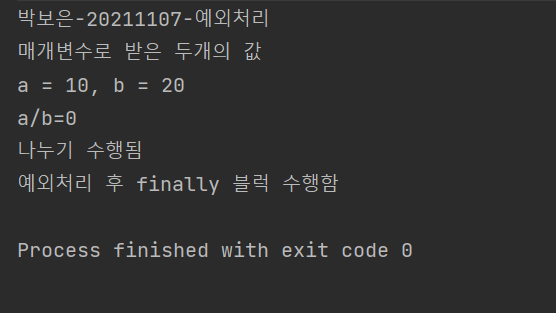 박보은-20211107-예외처리
매개변수로 받은 두개의 값
a = 10, b = 20
a/b=0
나누기 수행됨
예외처리 후 finally 블럭 수행함
Process finished with exit code 0